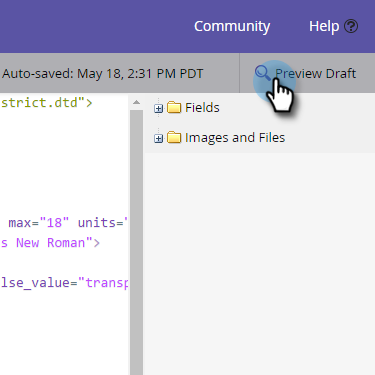 Community Help
Auto-saved: May 18, 2:31 PM PDT Preview Draft
strict.dtd">
Fields
Images and Files
max="18" units="
s New Roman">
lse_value="transp